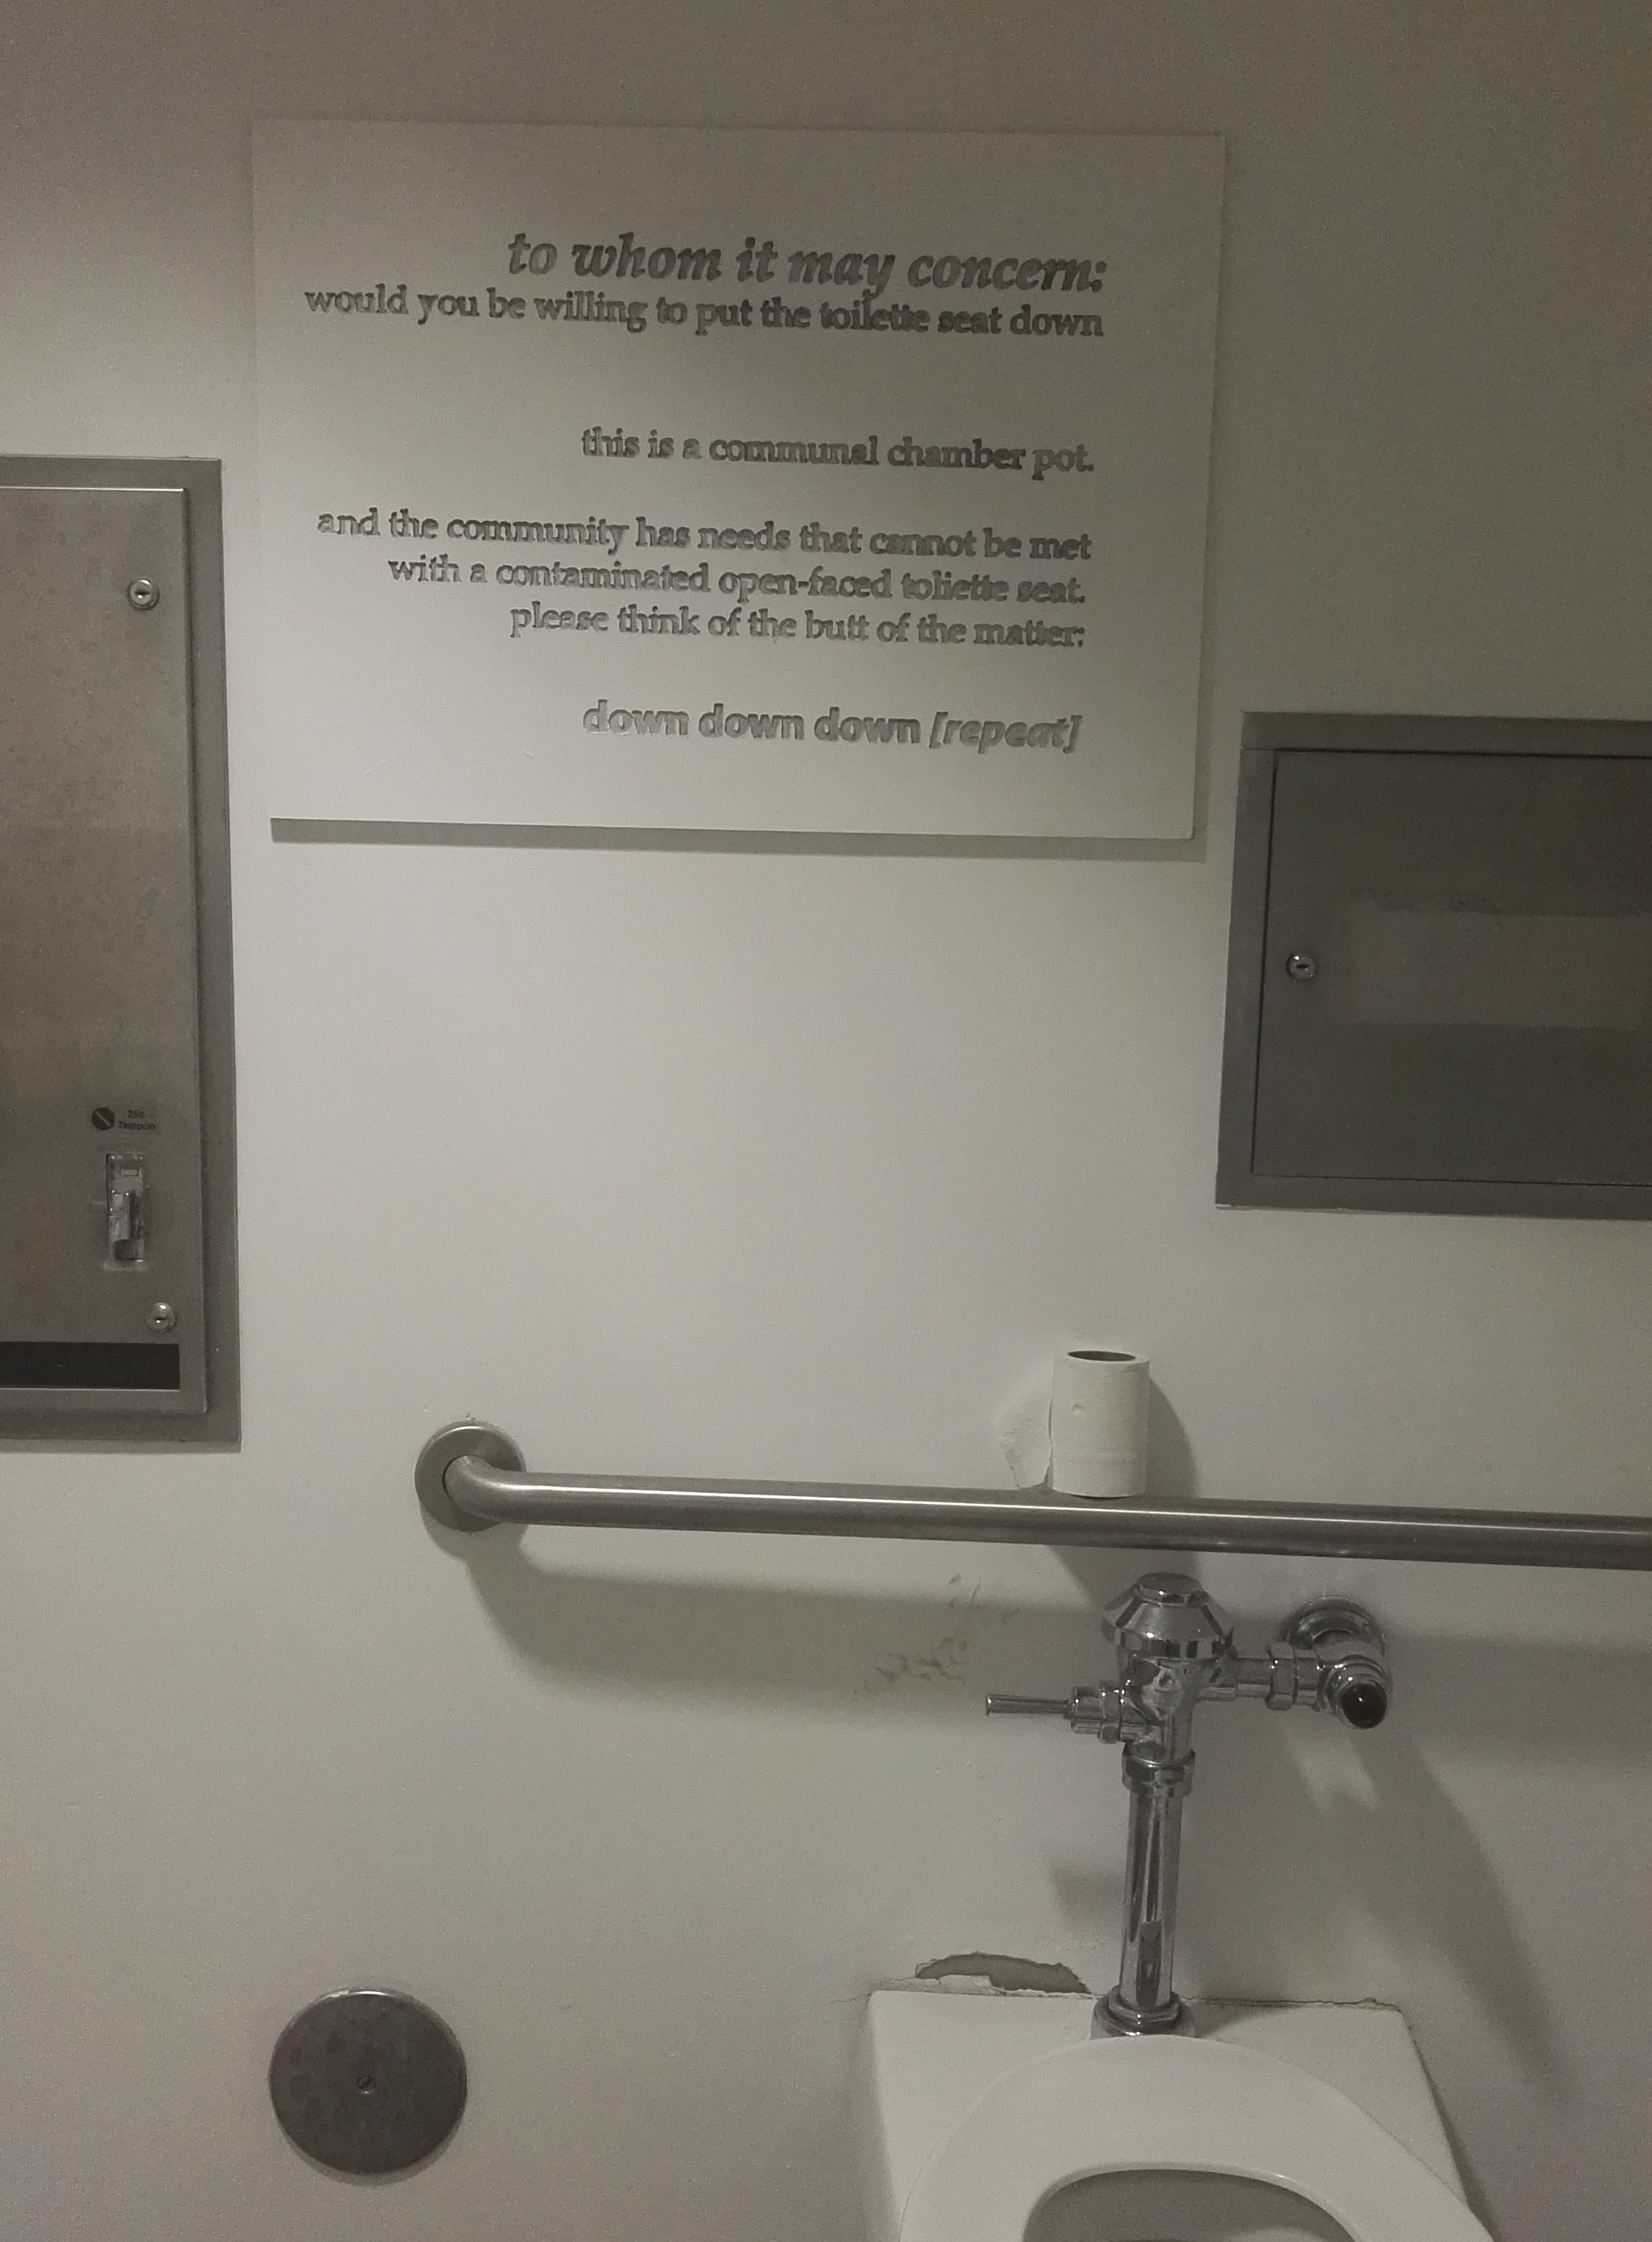 to whom it may concern:
would you be willing to put the toilette seat down
this is a communal chamber pot.
and the community has needs that cannot be met
with a contaminated open-faced toliette seat.
please think of the butt of the matter:
down down down [repeat]
25¢
Tampon